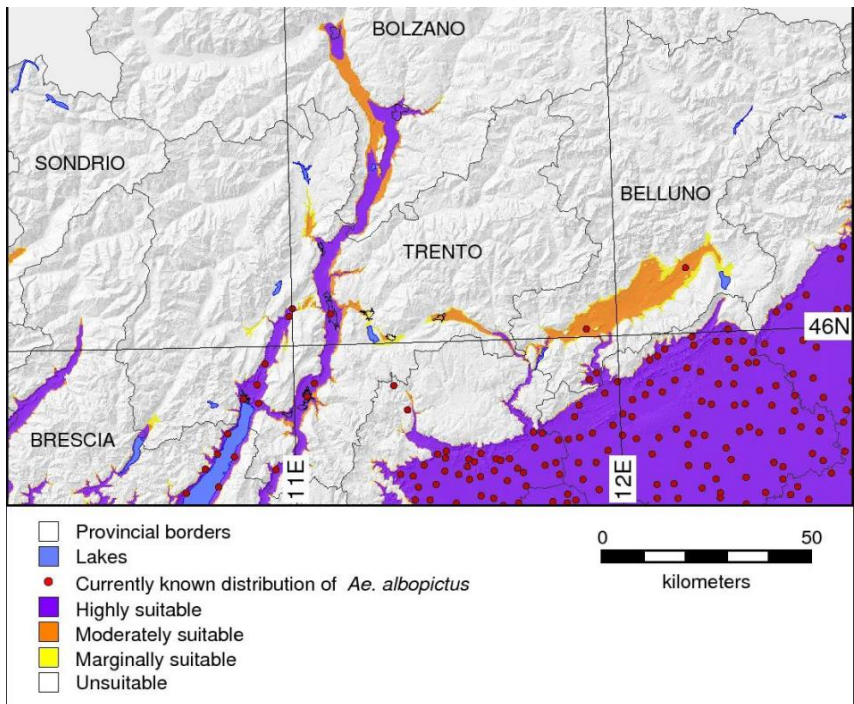 BOLZANO
SONDRIO
BELLUNO
TRENTO
46N
BRESCIA
11E
12E
Provincial borders
Lakes
Currently known distribution of Ae. albopictus
Highly suitable
Moderately suitable
Marginally suitable
Unsuitable
0 50
kilometers